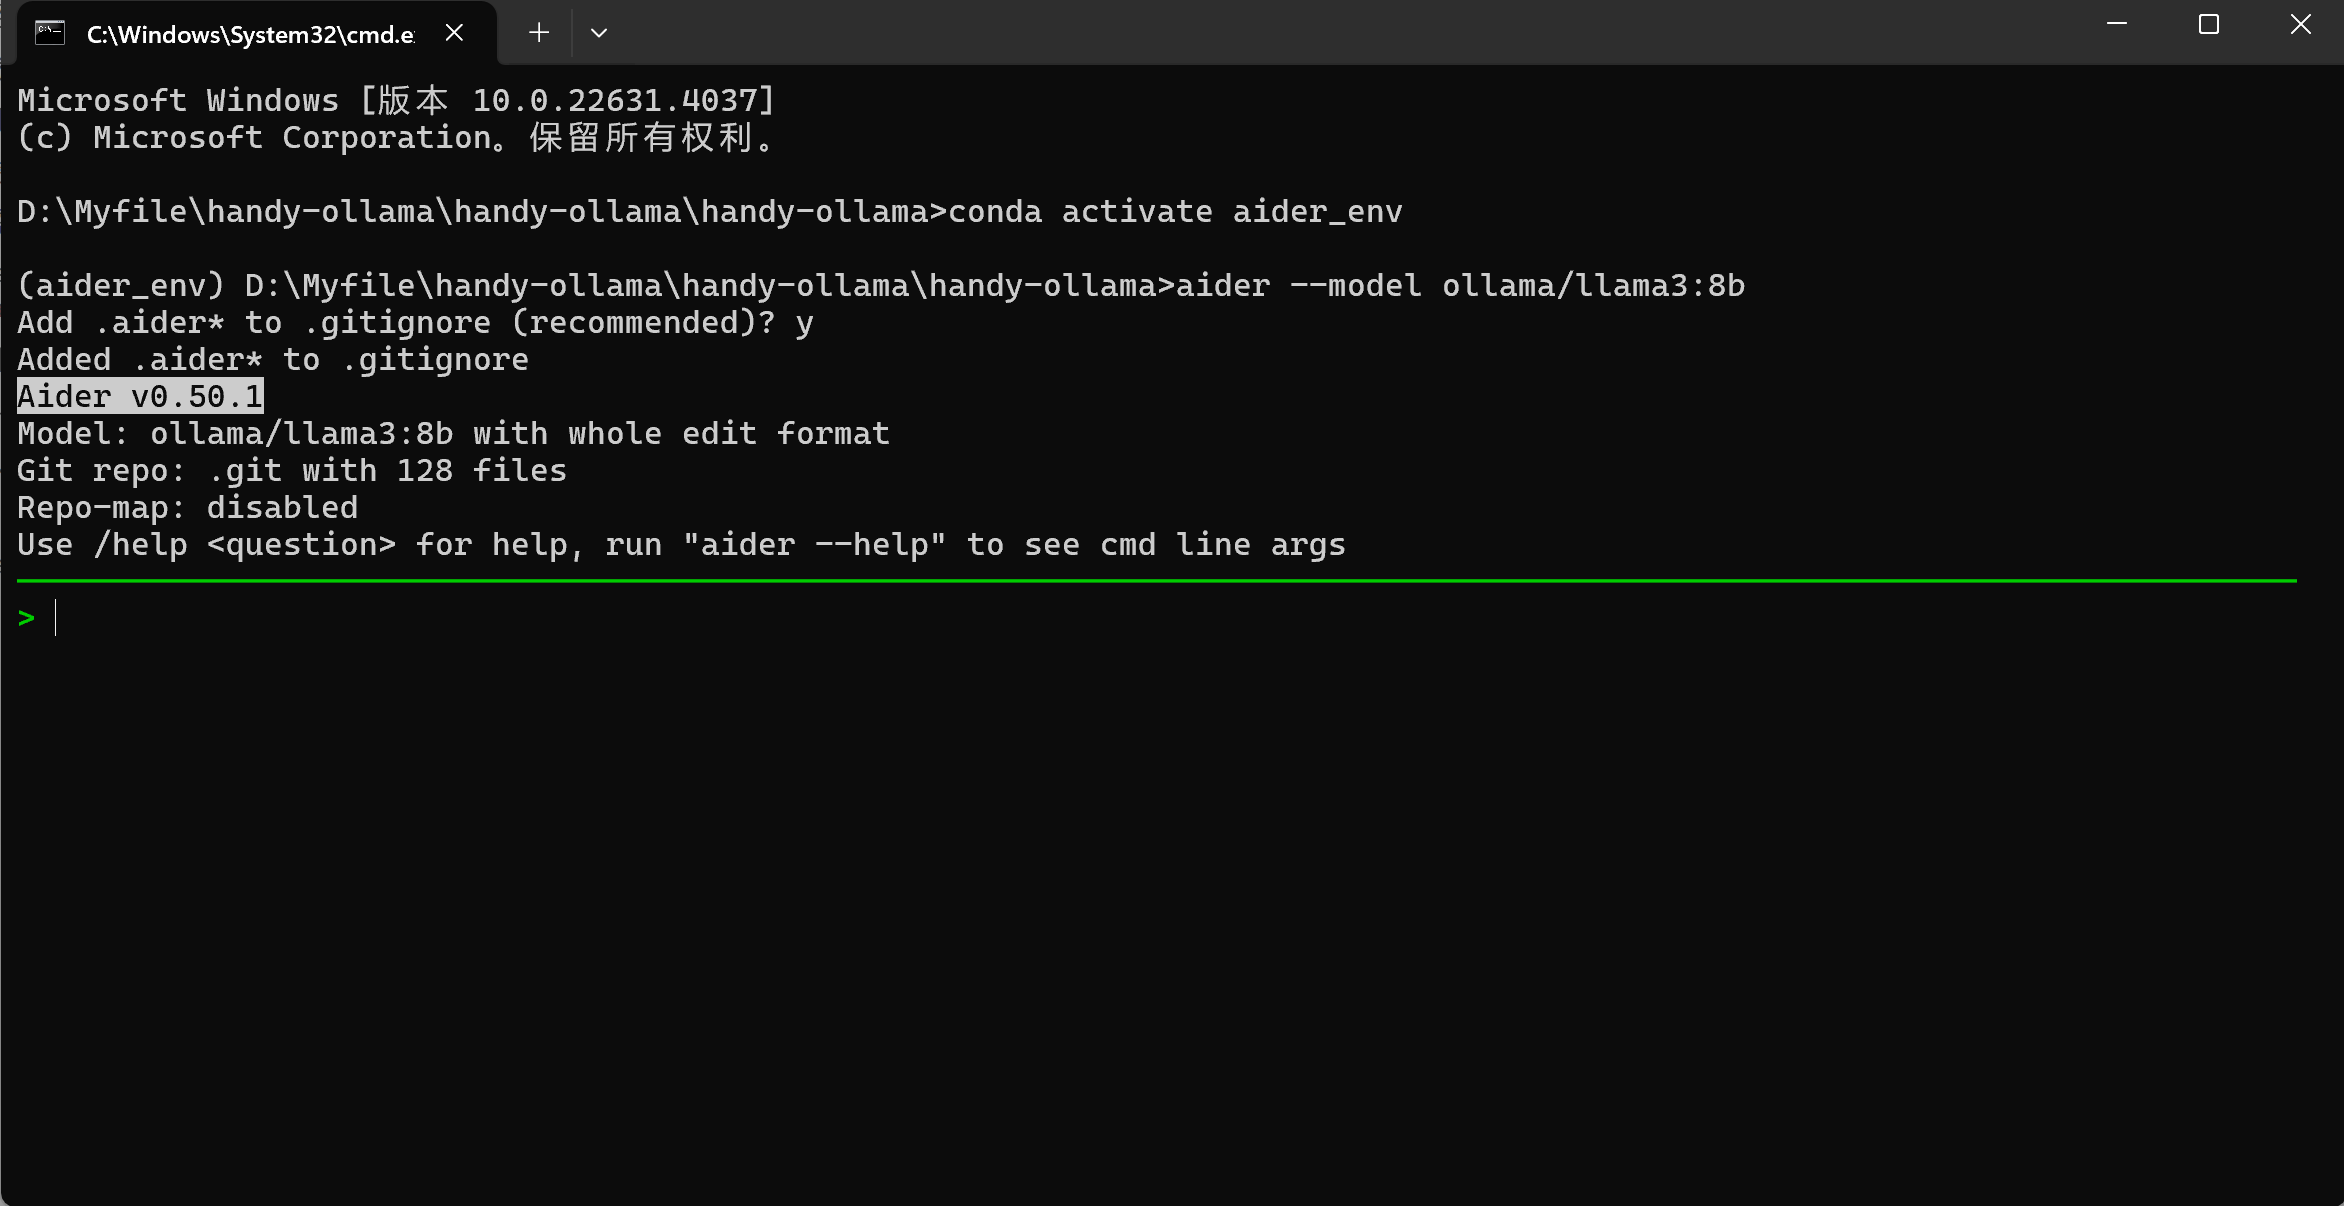 C:\Windows\System32\cmd.e
Microsoft Windows [版本 10.0.22631.4037]
(c) Microsoft Corporation。保留所有权利。
D:\Myfile\handy-ollama\handy-ollama\handy-ollama>conda activate aider_env
(aider_env) D:\Myfile\handy-ollama\handy-ollama\handy-ollama>aider --model ollama/llama3:8b
Add .aider* to .gitignore (recommended)? y
Added .aider* to .gitignore
Aider v0.50.1
Model: ollama/llama3:8b with whole edit format
Git repo: .git with 128 files
Repo-map: disabled
Use /help <question> for help, run "aider --help" to see cmd line args
>